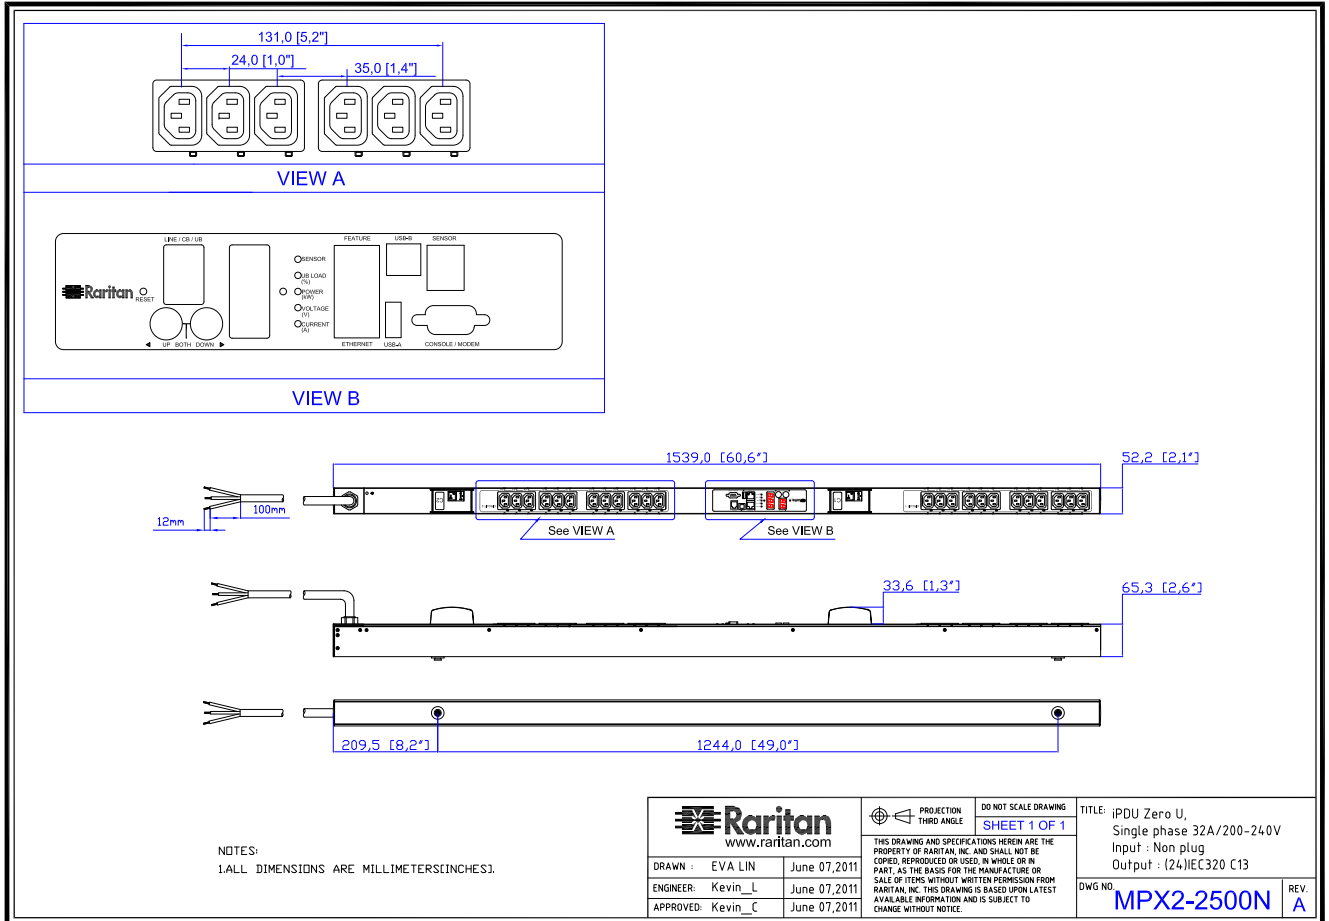 131,0 [5,2"]
24,0 [1,0"]
35,0 [1,4"]
VIEW A
LINE / CB / UB
FEATURE
USB-B
SENSOR
Raritan
RESET
SENSOR
UB LOAD
(%)
POWER
(kW)
VOLTAGE
(V)
CURRENT
(A)
UP BOTH DOWN
ETHERNET
USB-A
CONSOLE / MODEM
VIEW B
1539,0 [60,6"]
52,2 [2,1"]
100mm
12mm
See VIEW A
See VIEW B
33,6 [1,3"]
65,3 [2,6"]
209,5 [8,2"]
1244,0 [49,0"]
NOTES:
1.ALL DIMENSIONS ARE MILLIMETERS[INCHES].
Raritan
www.raritan.com
DRAWN : EVA LIN June 07,2011
ENGINEER: Kevin_L June 07,2011
APPROVED: Kevin_C June 07,2011
PROJECTION
THIRD ANGLE
DO NOT SCALE DRAWING
SHEET 1 OF 1
THIS DRAWING AND SPECIFICATIONS HEREIN ARE THE
PROPERTY OF RARITAN, INC. AND SHALL NOT BE
COPIED, REPRODUCED OR USED, IN WHOLE OR IN
PART, AS THE BASIS FOR THE MANUFACTURE OR
SALE OF ITEMS WITHOUT WRITTEN PERMISSION FROM
RARITAN, INC. THIS DRAWING IS BASED UPON LATEST
AVAILABLE INFORMATION AND IS SUBJECT TO
CHANGE WITHOUT NOTICE.
TITLE: iPDU Zero U,
Single phase 32A/200-240V
Input : Non plug
Output : (24)IEC320 C13
DWG NO. MPX2-2500N
REV.
A